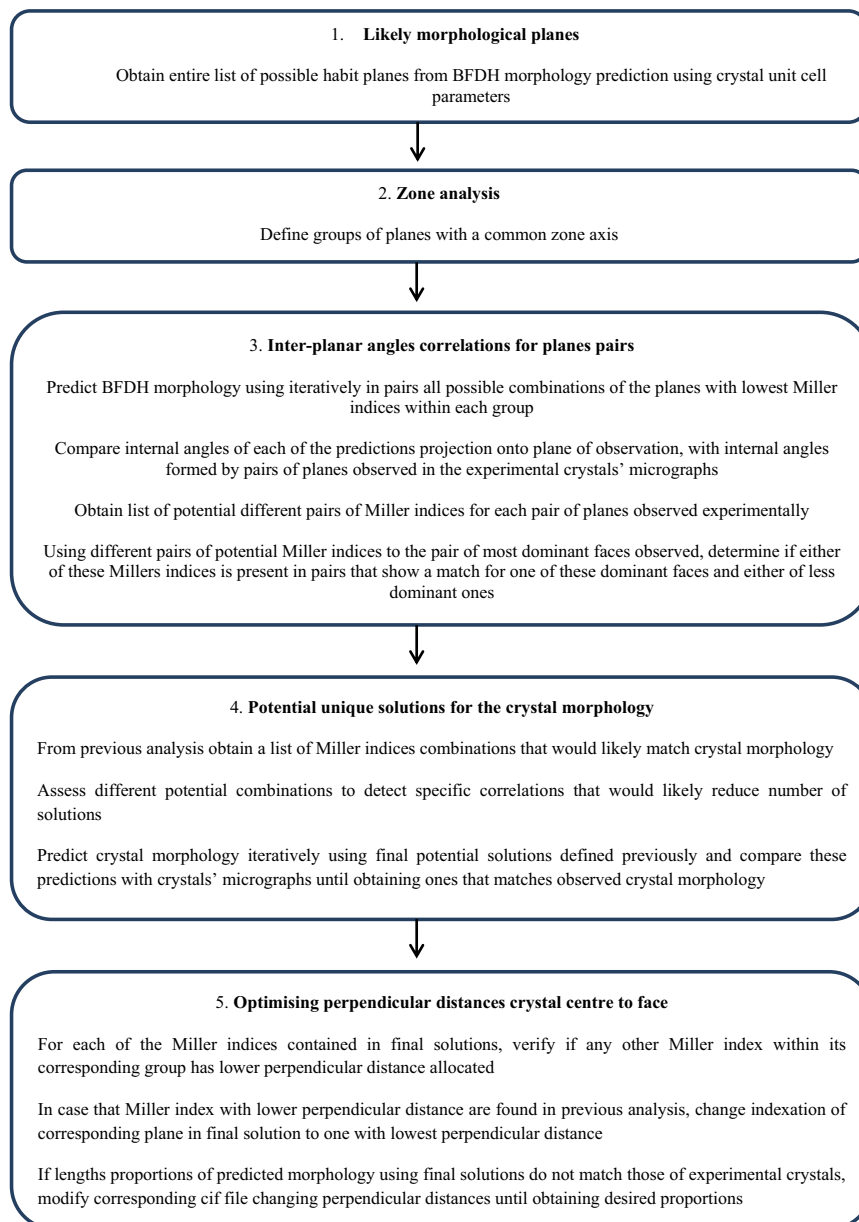 1. Likely morphological planes
Obtain entire list of possible habit planes from BFDH morphology prediction using crystal unit cell
parameters
2. Zone analysis
Define groups of planes with a common zone axis
3. Inter-planar angles correlations for planes pairs
Predict BFDH morphology using iteratively in pairs all possible combinations of the planes with lowest Miller
indices within each group
Compare internal angles of each of the predictions projection onto plane of observation, with internal angles
formed by pairs of planes observed in the experimental crystals’ micrographs
Obtain list of potential different pairs of Miller indices for each pair of planes observed experimentally
Using different pairs of potential Miller indices to the pair of most dominant faces observed, determine if either
of these Millers indices is present in pairs that show a match for one of these dominant faces and either of less
dominant ones
4. Potential unique solutions for the crystal morphology
From previous analysis obtain a list of Miller indices combinations that would likely match crystal morphology
Assess different potential combinations to detect specific correlations that would likely reduce number of
solutions
Predict crystal morphology iteratively using final potential solutions defined previously and compare these
predictions with crystals’ micrographs until obtaining ones that matches observed crystal morphology
5. Optimising perpendicular distances crystal centre to face
For each of the Miller indices contained in final solutions, verify if any other Miller index within its
corresponding group has lower perpendicular distance allocated
In case that Miller index with lower perpendicular distance are found in previous analysis, change indexation of
corresponding plane in final solution to one with lowest perpendicular distance
If lengths proportions of predicted morphology using final solutions do not match those of experimental crystals,
modify corresponding cif file changing perpendicular distances until obtaining desired proportions